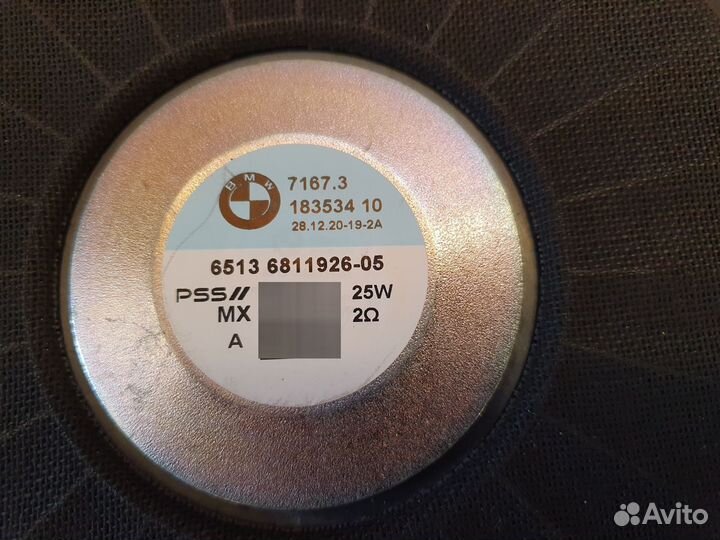 BMW
7167.3
183534 10
28.12.20-19-2A
6513 6811926-05
PSS// 25W
MX 2Ω
A
Avito